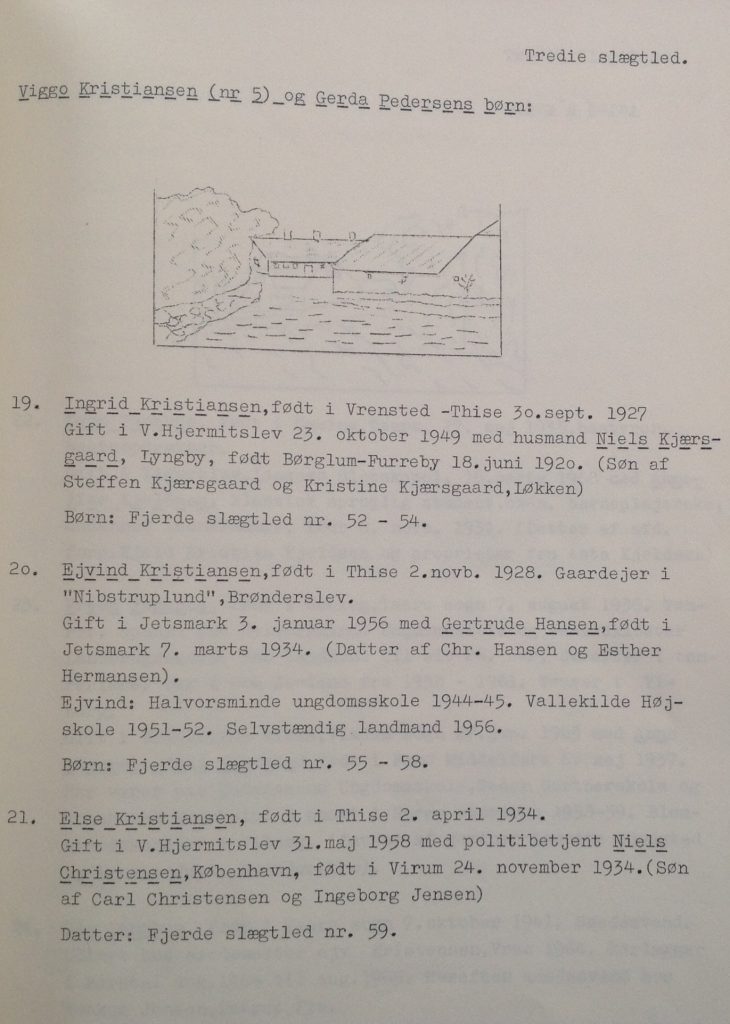 Tredie slægtled.
Viggo Kristiansen (nr 5) og Gerda Pedersens børn:
19. Ingrid Kristiansen,født i Vrensted -Thise 3o.sept. 1927
Gift i V.Hjermitslev 23. oktober 1949 med husmand Niels Kjærs-
gaard, Lyngby, født Børglum-Furreby 18.juni 192o. (Søn af
Steffen Kjærsgaard og Kristine Kjærsgaard,Løkken)
Børn: Fjerde slægtled nr. 52 - 54.
2o. Ejvind Kristiansen,født i Thise 2.novb. 1928. Gaardejer i
"Nibstruplund",Brønderslev.
Gift i Jetsmark 3. januar 1956 med Gertrude Hansen,født i
Jetsmark 7. marts 1934. (Datter af Chr. Hansen og Esther
Hermansen).
Ejvind: Halvorsminde ungdomsskole 1944-45. Vallekilde Høj-
skole 1951-52. Selvstændig landmand 1956.
Børn: Fjerde slægtled nr. 55 - 58.
21. Else Kristiansen, født i Thise 2. april 1934.
Gift i V.Hjermitslev 31.maj 1958 med politibetjent Niels
Christensen,København, født i Virum 24. november 1934.(Søn
af Carl Christensen og Ingeborg Jensen)
Datter: Fjerde slægtled nr. 59.